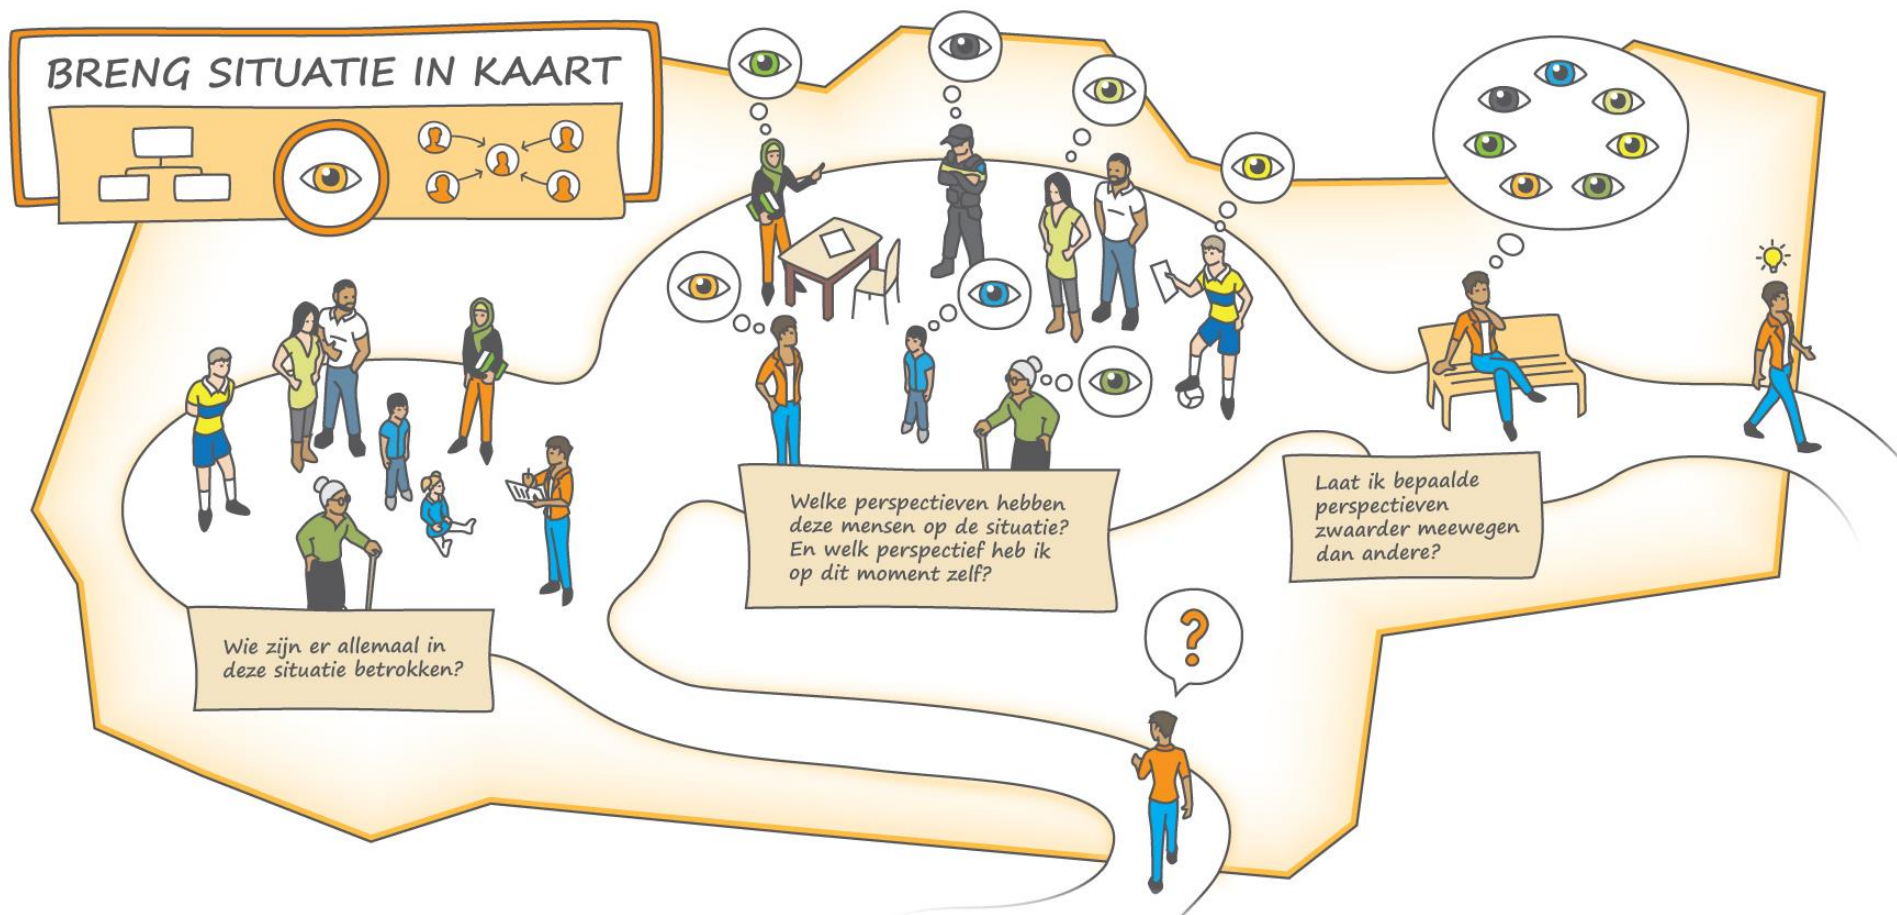 BRENG SITUATIE IN KAART
Wie zijn er allemaal in
deze situatie betrokken?
Welke perspectieven hebben
deze mensen op de situatie?
En welk perspectief heb ik
op dit moment zelf?
Laat ik bepaalde
perspectieven
zwaarder meewegen
dan andere?
?